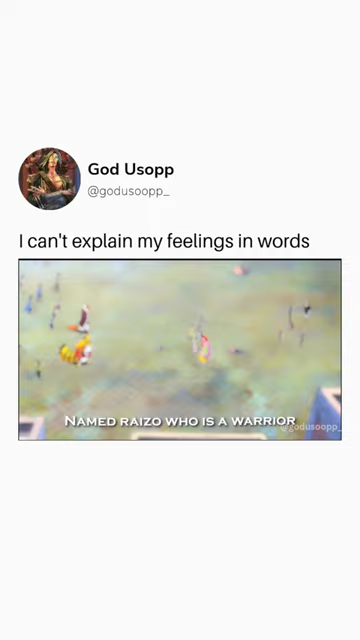 God Usopp
@godusoopp_
I can't explain my feelings in words
NAMED RAIZO WHO IS A WARRIOR
@godusoopp_